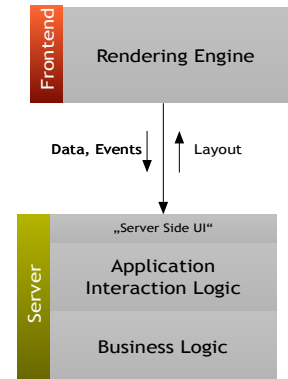 Frontend
Rendering Engine
Data, Events
Layout
Server
„Server Side UI“
Application
Interaction Logic
Business Logic